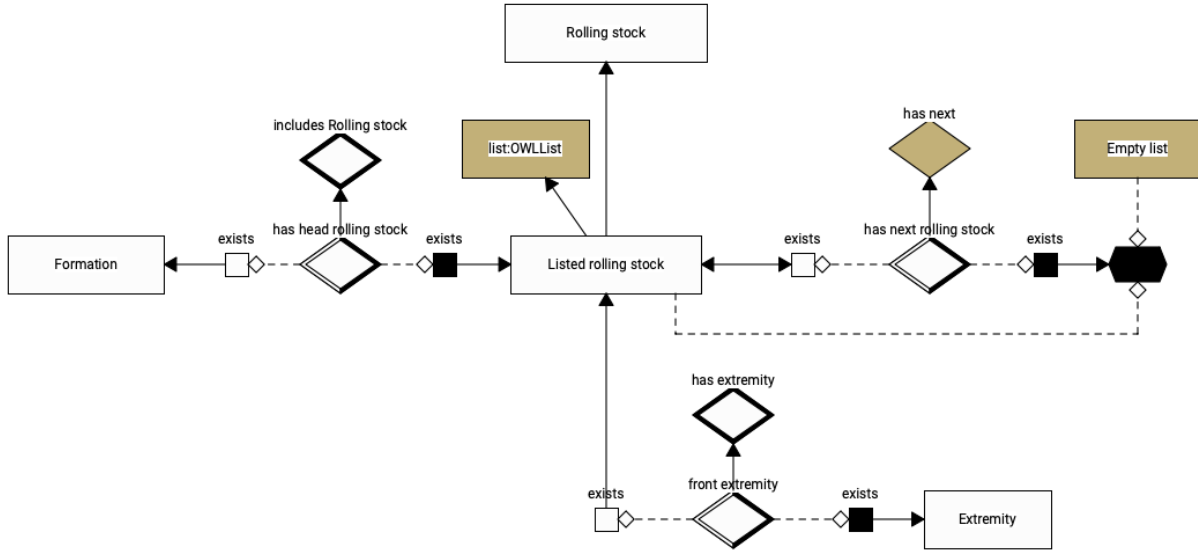 Rolling stock
includes Rolling stock
list:OWLList
has next
Empty list
Formation
exists
has head rolling stock
exists
Listed rolling stock
exists
has next rolling stock
exists
has extremity
exists
front extremity
exists
Extremity